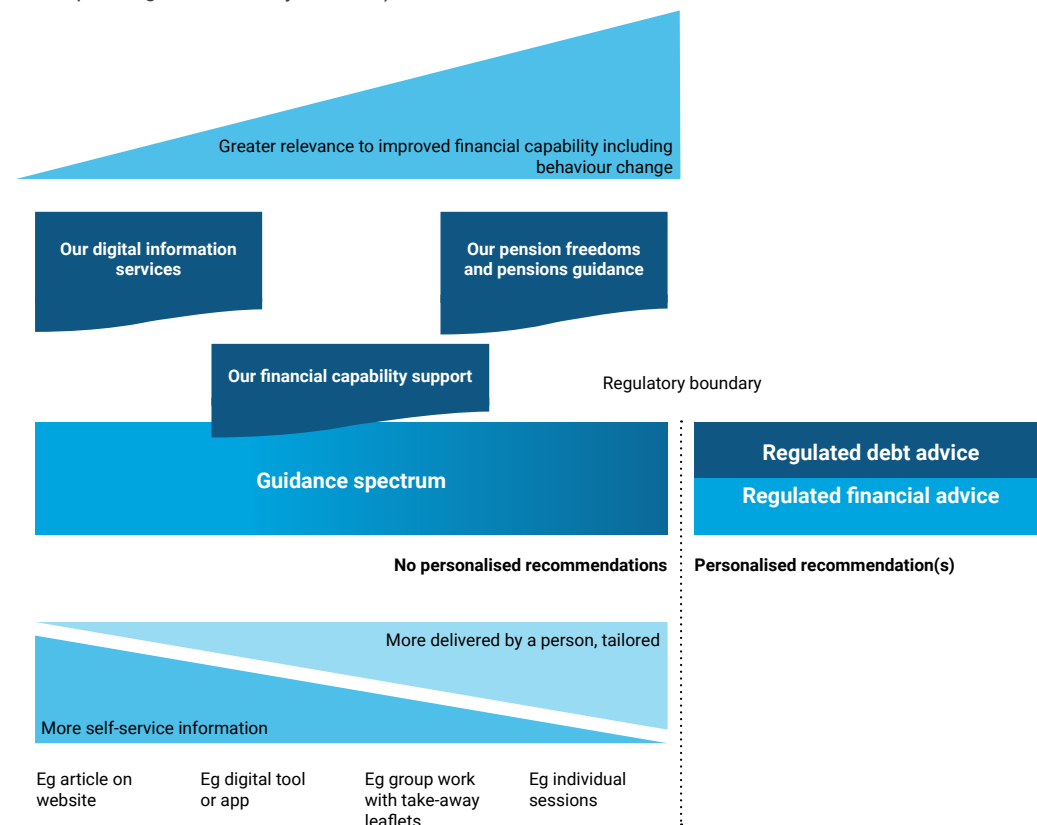 Greater relevance to improved financial capability including
behaviour change
Our digital information
services
Our pension freedoms
and pensions guidance
Our financial capability support
Regulatory boundary
Guidance spectrum
Regulated debt advice
Regulated financial advice
No personalised recommendations
Personalised recommendation(s)
More delivered by a person, tailored
More self-service information
Eg article on
website
Eg digital tool
or app
Eg group work
with take-away
leaflets
Eg individual
sessions